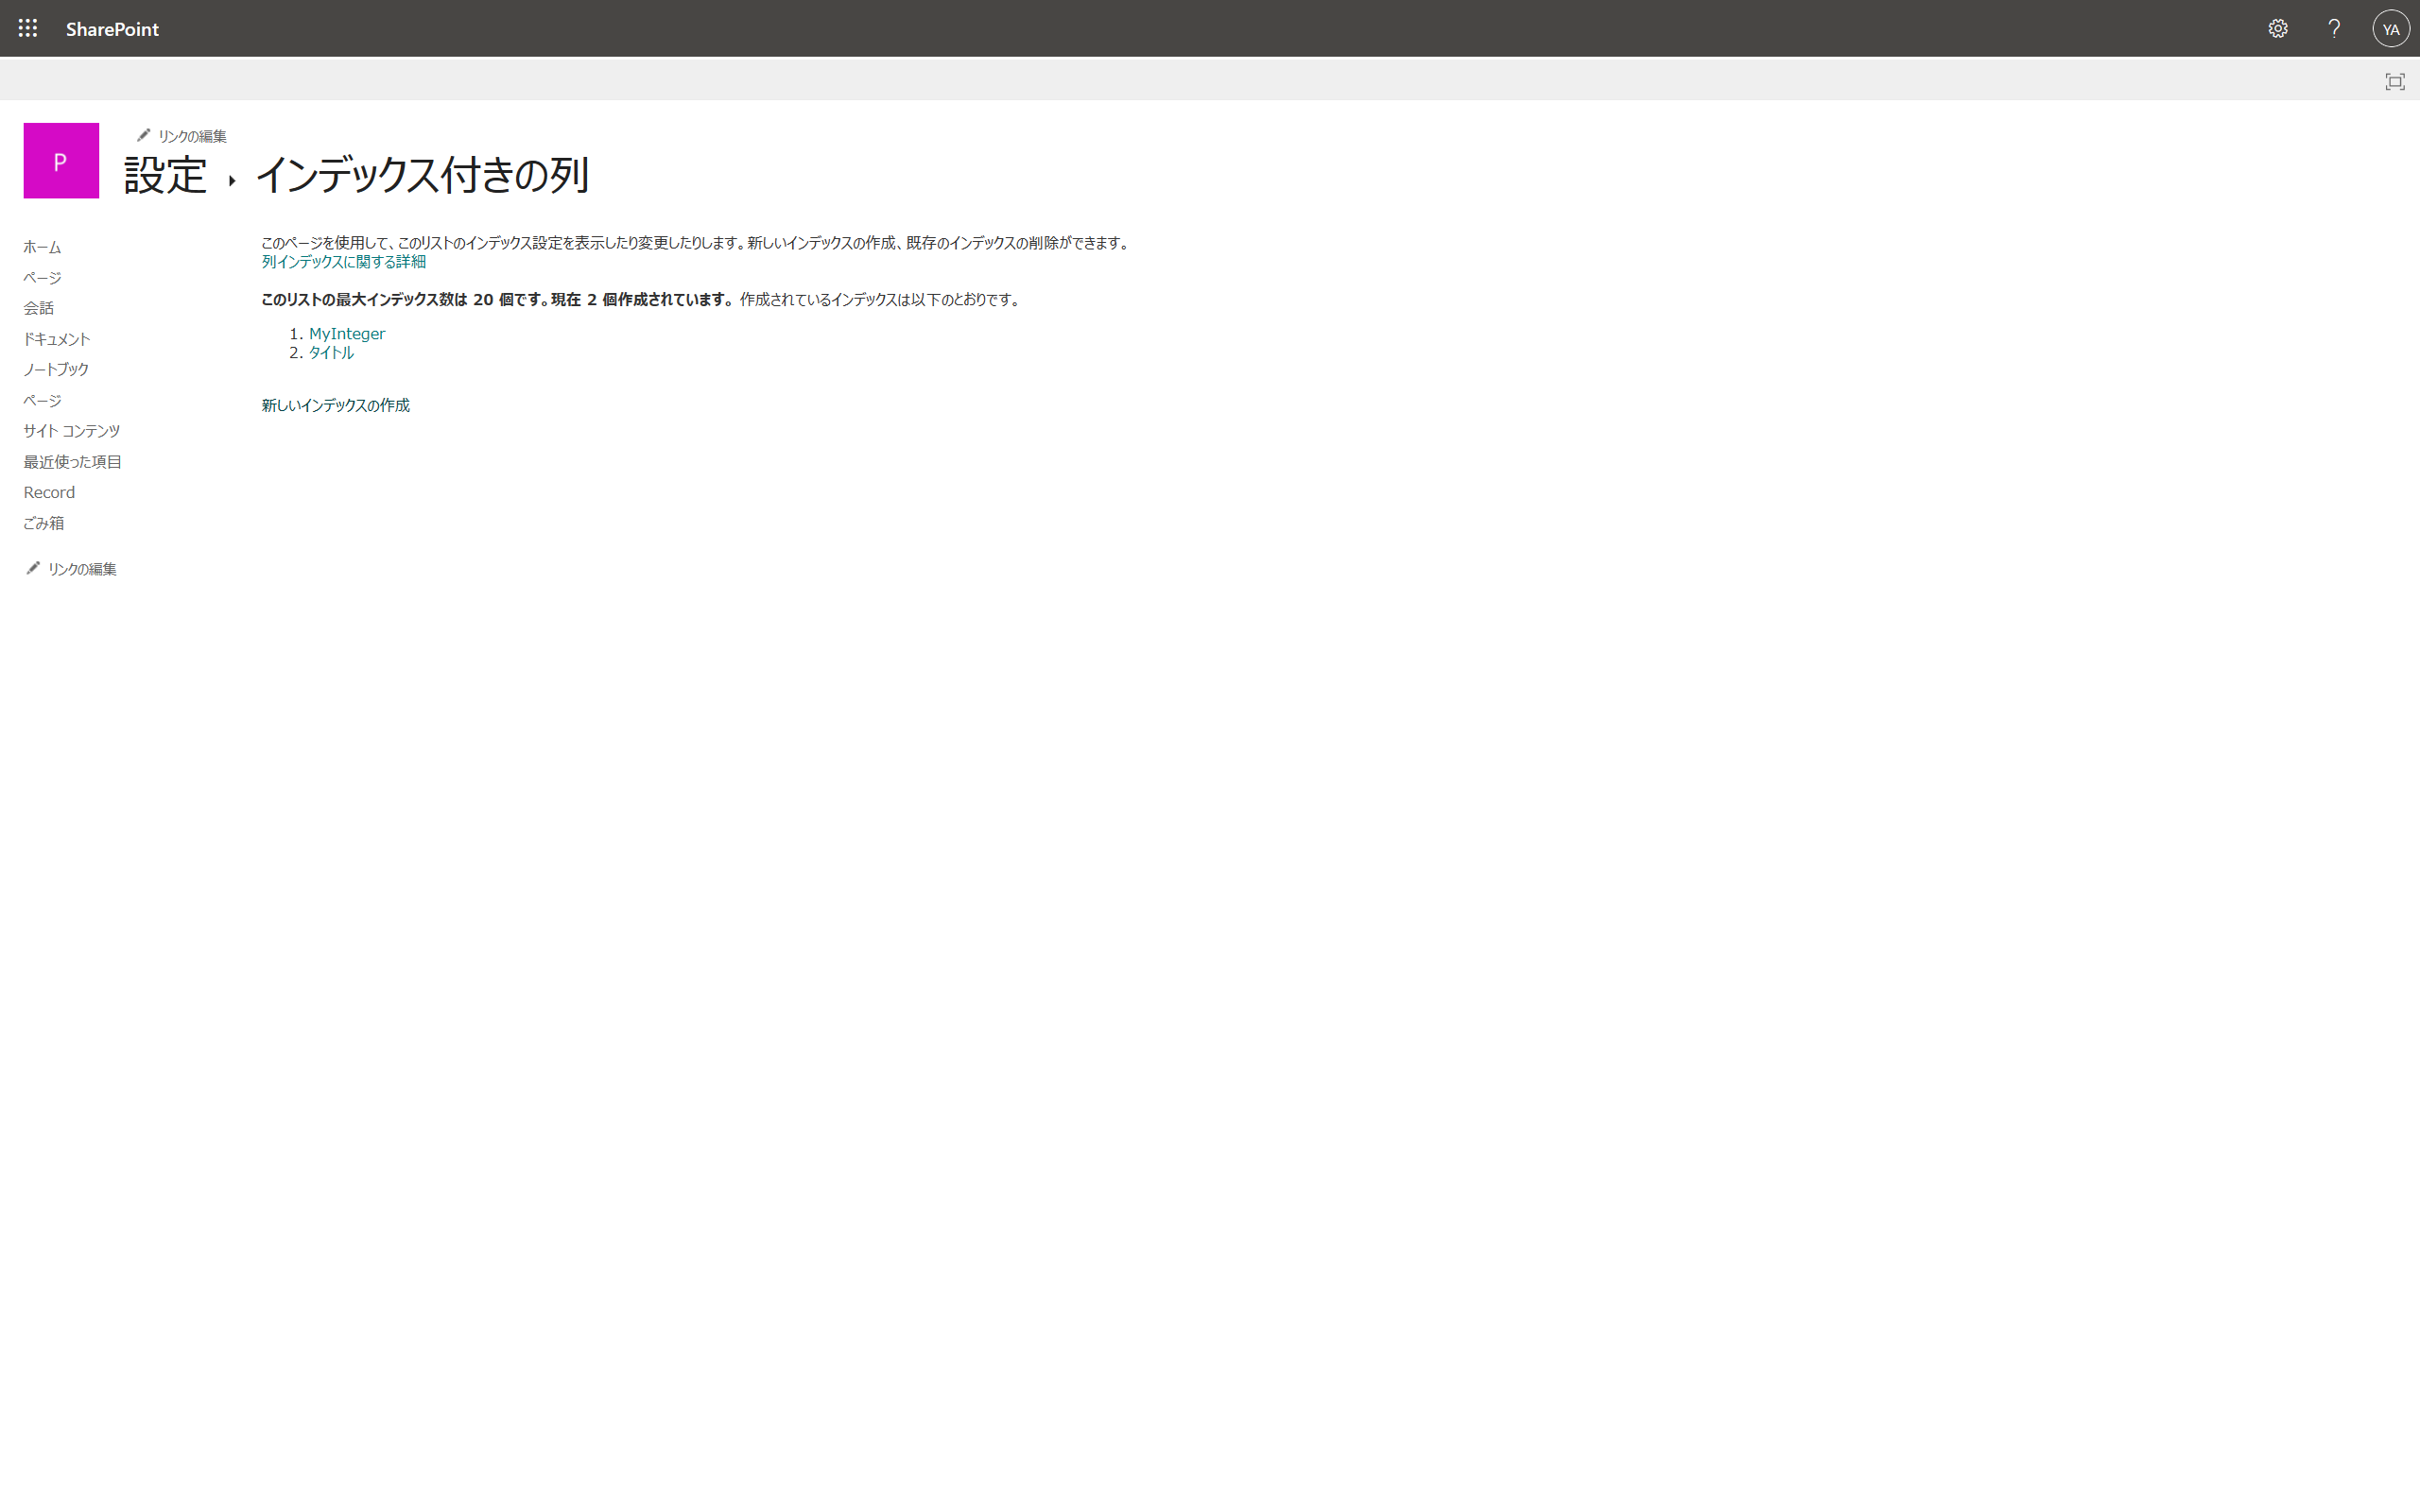 SharePoint
YA
P
リンクの編集
設定 ▸ インデックス付きの列
ホーム
ページ
会話
ドキュメント
ノートブック
ページ
サイト コンテンツ
最近使った項目
Record
ごみ箱
リンクの編集
このページを使用して、このリストのインデックス設定を表示したり変更したりします。新しいインデックスの作成、既存のインデックスの削除ができます。
列インデックスに関する詳細
このリストの最大インデックス数は 20 個です。現在 2 個作成されています。 作成されているインデックスは以下のとおりです。
1. MyInteger
2. タイトル
新しいインデックスの作成